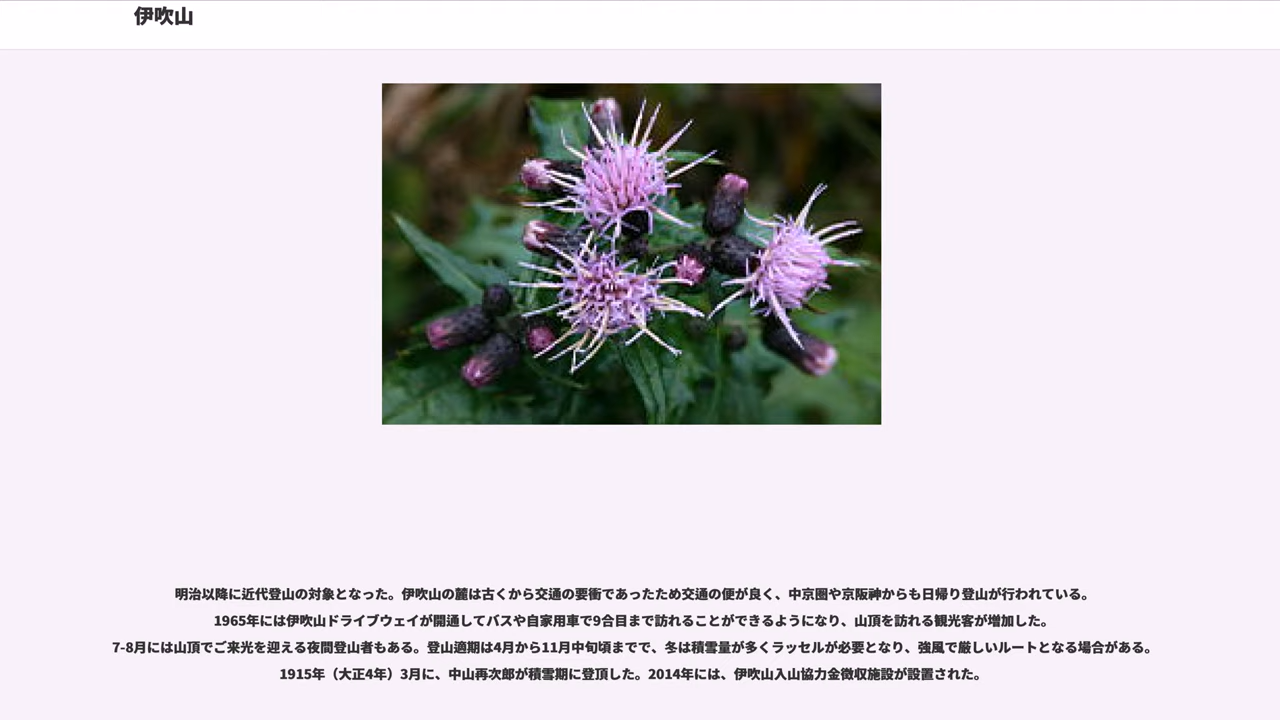 伊吹山
明治以降に近代登山の対象となった。伊吹山の麓は古くから交通の要衝であったため交通の便が良く、中京圏や京阪神からも日帰り登山が行われている。
1965年には伊吹山ドライブウェイが開通してバスや自家用車で9合目まで訪れることができるようになり、山頂を訪れる観光客が増加した。
7-8月には山頂でご来光を迎える夜間登山者もある。登山適期は4月から11月中旬頃までで、冬は積雪量が多くラッセルが必要となり、強風で厳しいルートとなる場合がある。
1915年（大正4年）3月に、中山再次郎が積雪期に登頂した。2014年には、伊吹山入山協力金徴収施設が設置された。